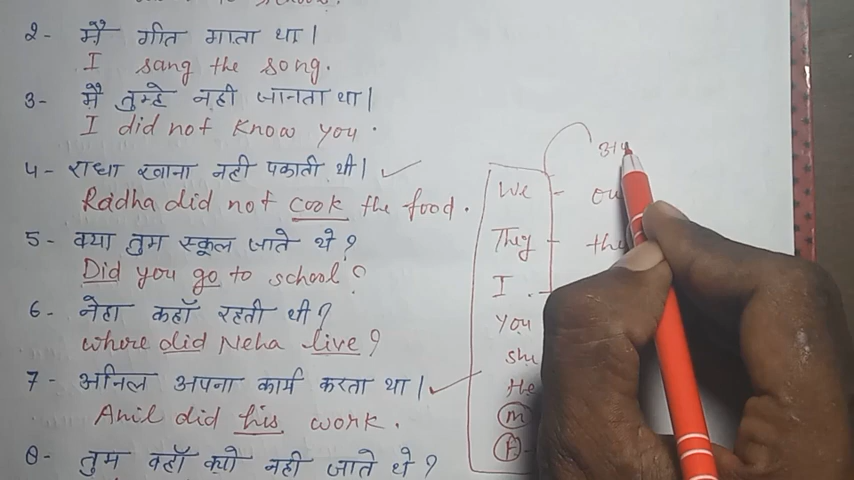 2- मैं गीत गाता था।
I sang the song.
3- मैं तुम्हे नही जानता था।
I did not know you.
4- राधा खाना नही पकाती थी।
Radha did not cook the food.
5- क्या तुम स्कूल जाते थे?
Did you go to school?
6- नेहा कहाँ रहती थी?
where did Neha live?
7- अनिल अपना कार्य करता था।
Anil did his work.
8- तुम वहाँ क्यो नही जाते थे?
We -
They -
I
you
she
He
m
f